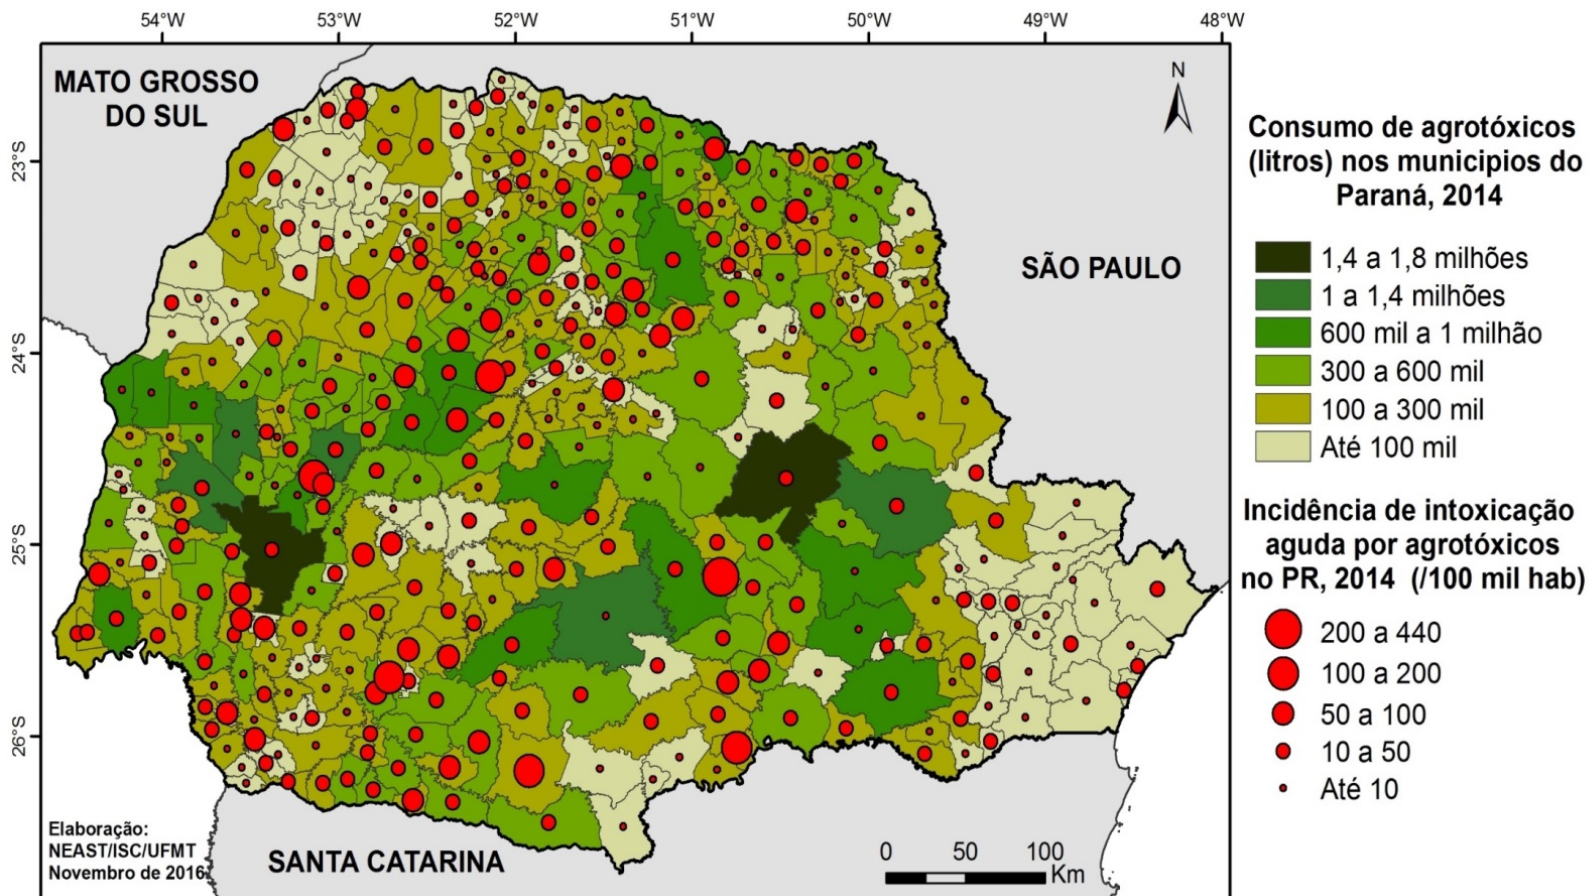 54°W 53°W 52°W 51°W 50°W 49°W 48°W
MATO GROSSO
DO SUL
N
23°S
24°S
25°S
26°S
SÃO PAULO
SANTA CATARINA
Elaboração:
NEAST/ISC/UFMT
Novembro de 2016
0 50 100
Km
Consumo de agrotóxicos
(litros) nos municipios do
Paraná, 2014
1,4 a 1,8 milhões
1 a 1,4 milhões
600 mil a 1 milhão
300 a 600 mil
100 a 300 mil
Até 100 mil
Incidência de intoxicação
aguda por agrotóxicos
no PR, 2014 (/100 mil hab)
200 a 440
100 a 200
50 a 100
10 a 50
Até 10